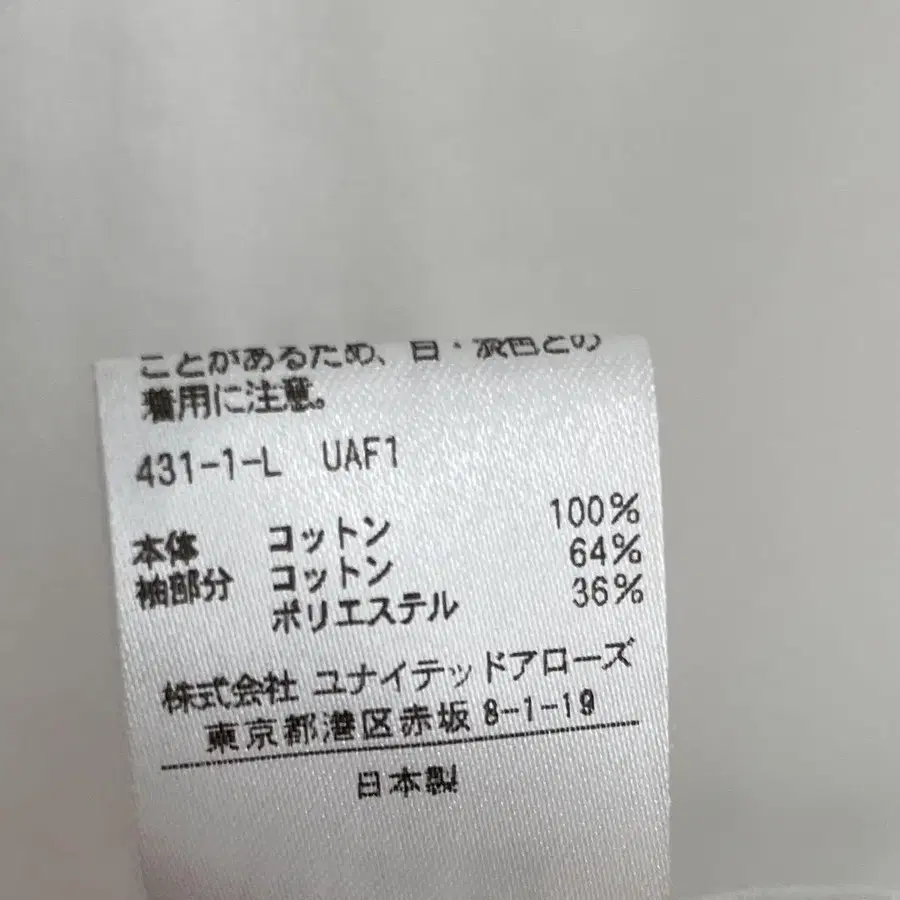 ことがあるため、白・淡色との
着用に注意。
431-1-L UAF1
本体 コットン 100%
袖部分 コットン 64%
ポリエステル 36%
株式会社 ユナイテッドアローズ
東京都港区赤坂 8-1-19
日本製